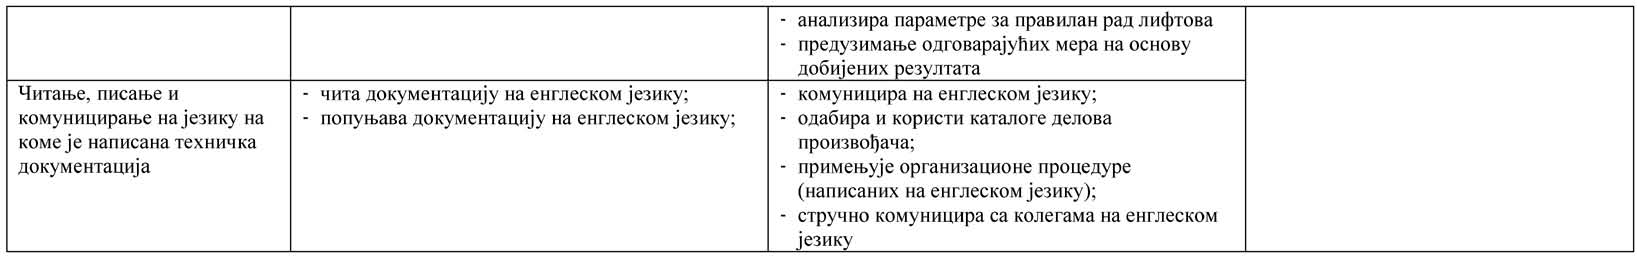 - анализира параметре за правилан рад лифтова
- предузимање одговарајућих мера на основу
добијених резултата
Читање, писање и
комуницирање на језику на
коме је написана техничка
документација
- чита документацију на енглеском језику;
- попуњава документацију на енглеском језику;
- комуницира на енглеском језику;
- одабира и користи каталоге делова
произвођача;
- примењује организационе процедуре
(написаних на енглеском језику);
- стручно комуницира са колегама на енглеском
језику